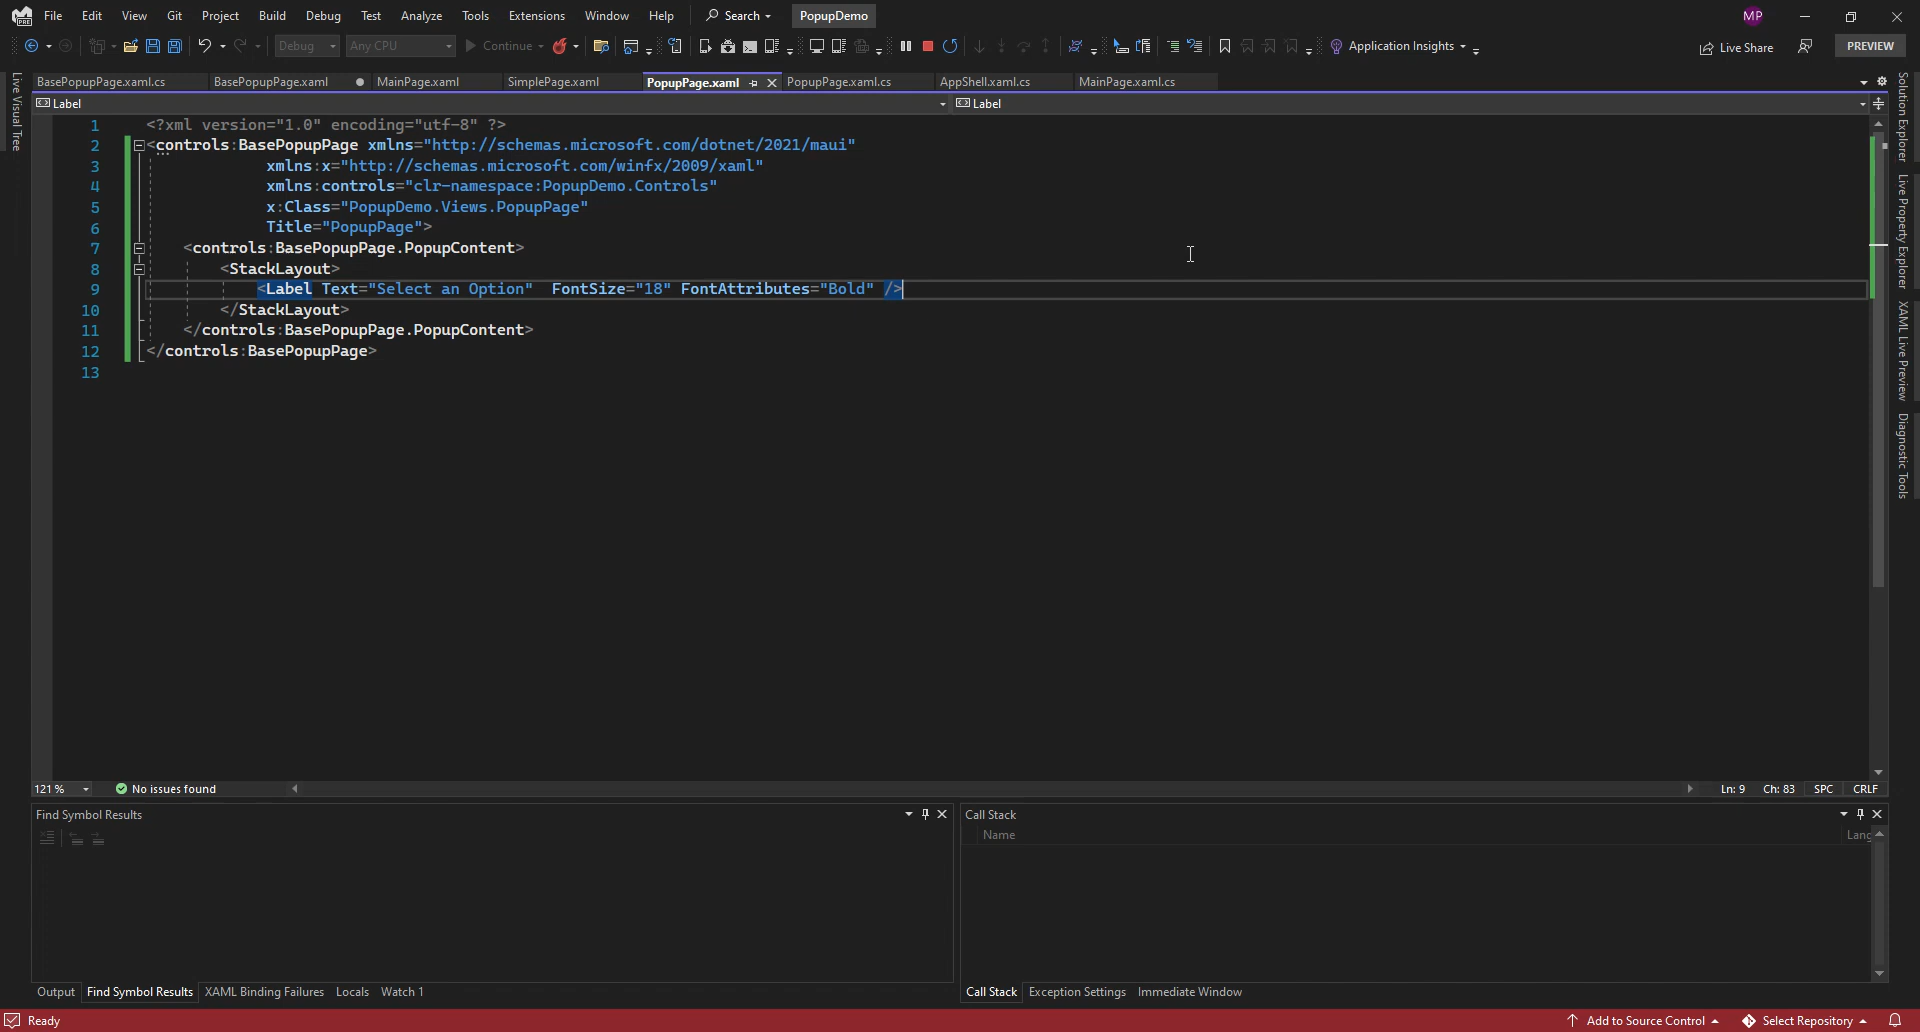 File Edit View Git Project Build Debug Test Analyze Tools Extensions Window Help Search PopupDemo MP
Debug Any CPU Continue Application Insights Live Share PREVIEW
BasePopupPage.xaml.cs BasePopupPage.xaml MainPage.xaml SimplePage.xaml PopupPage.xaml PopupPage.xaml.cs AppShell.xaml.cs MainPage.xaml.cs
Label Label
1 <?xml version="1.0" encoding="utf-8" ?>
2 <controls:BasePopupPage xmlns="http://schemas.microsoft.com/dotnet/2021/maui"
3 xmlns:x="http://schemas.microsoft.com/winfx/2009/xaml"
4 xmlns:controls="clr-namespace:PopupDemo.Controls"
5 x:Class="PopupDemo.Views.PopupPage"
6 Title="PopupPage">
7 <controls:BasePopupPage.PopupContent>
8 <StackLayout>
9 <Label Text="Select an Option"  FontSize="18" FontAttributes="Bold" />
10 </StackLayout>
11 </controls:BasePopupPage.PopupContent>
12 </controls:BasePopupPage>
13
Live Visual Tree
Solution Explorer
Live Property Explorer
XAML Live Preview
Diagnostic Tools
121 % No issues found Ln: 9 Ch: 83 SPC CRLF
Find Symbol Results
Call Stack
Name Lang
Output Find Symbol Results XAML Binding Failures Locals Watch 1
Call Stack Exception Settings Immediate Window
Ready Add to Source Control Select Repository